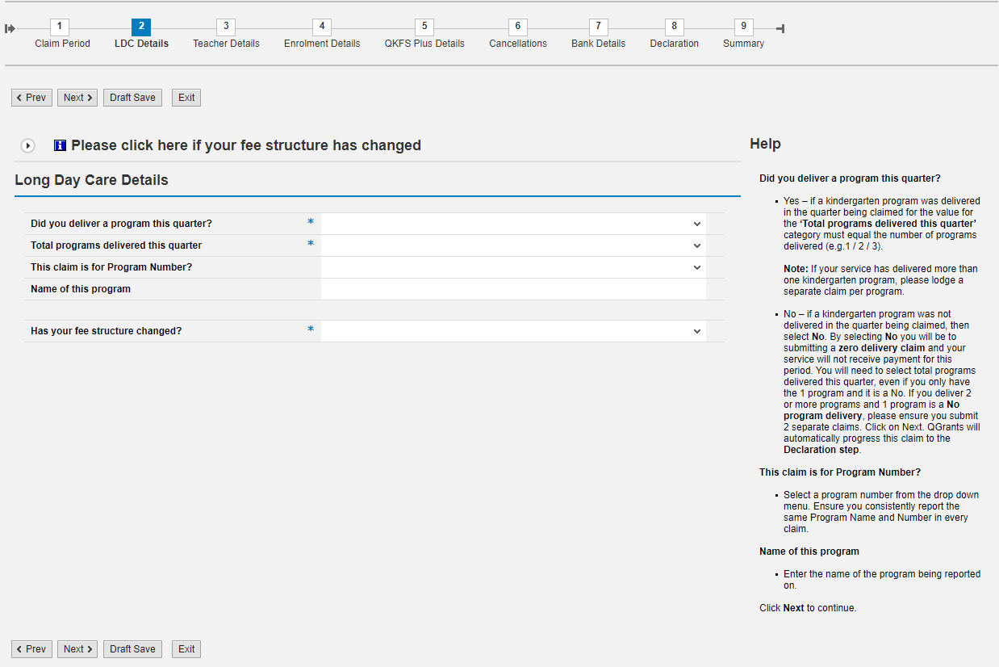 1 2 3 4 5 6 7 8 9
Claim Period LDC Details Teacher Details Enrolment Details QKFS Plus Details Cancellations Bank Details Declaration Summary
Prev Next Draft Save Exit
Please click here if your fee structure has changed
Long Day Care Details
Did you deliver a program this quarter? *
Total programs delivered this quarter *
This claim is for Program Number?
Name of this program
Has your fee structure changed? *
Help
Did you deliver a program this quarter?
▪ Yes – if a kindergarten program was delivered
in the quarter being claimed for the value for
the ‘Total programs delivered this quarter’
category must equal the number of programs
delivered (e.g.1 / 2 / 3).
Note: If your service has delivered more than
one kindergarten program, please lodge a
separate claim per program.
▪ No – if a kindergarten program was not
delivered in the quarter being claimed, then
select No. By selecting No you will be to
submitting a zero delivery claim and your
service will not receive payment for this
period. You will need to select total programs
delivered this quarter, even if you only have
the 1 program and it is a No. If you deliver 2
or more programs and 1 program is a No
program delivery, please ensure you submit
2 separate claims. Click on Next. QGrants will
automatically progress this claim to the
Declaration step.
This claim is for Program Number?
▪ Select a program number from the drop down
menu. Ensure you consistently report the
same Program Name and Number in every
claim.
Name of this program
▪ Enter the name of the program being reported
on.
Click Next to continue.
Prev Next Draft Save Exit